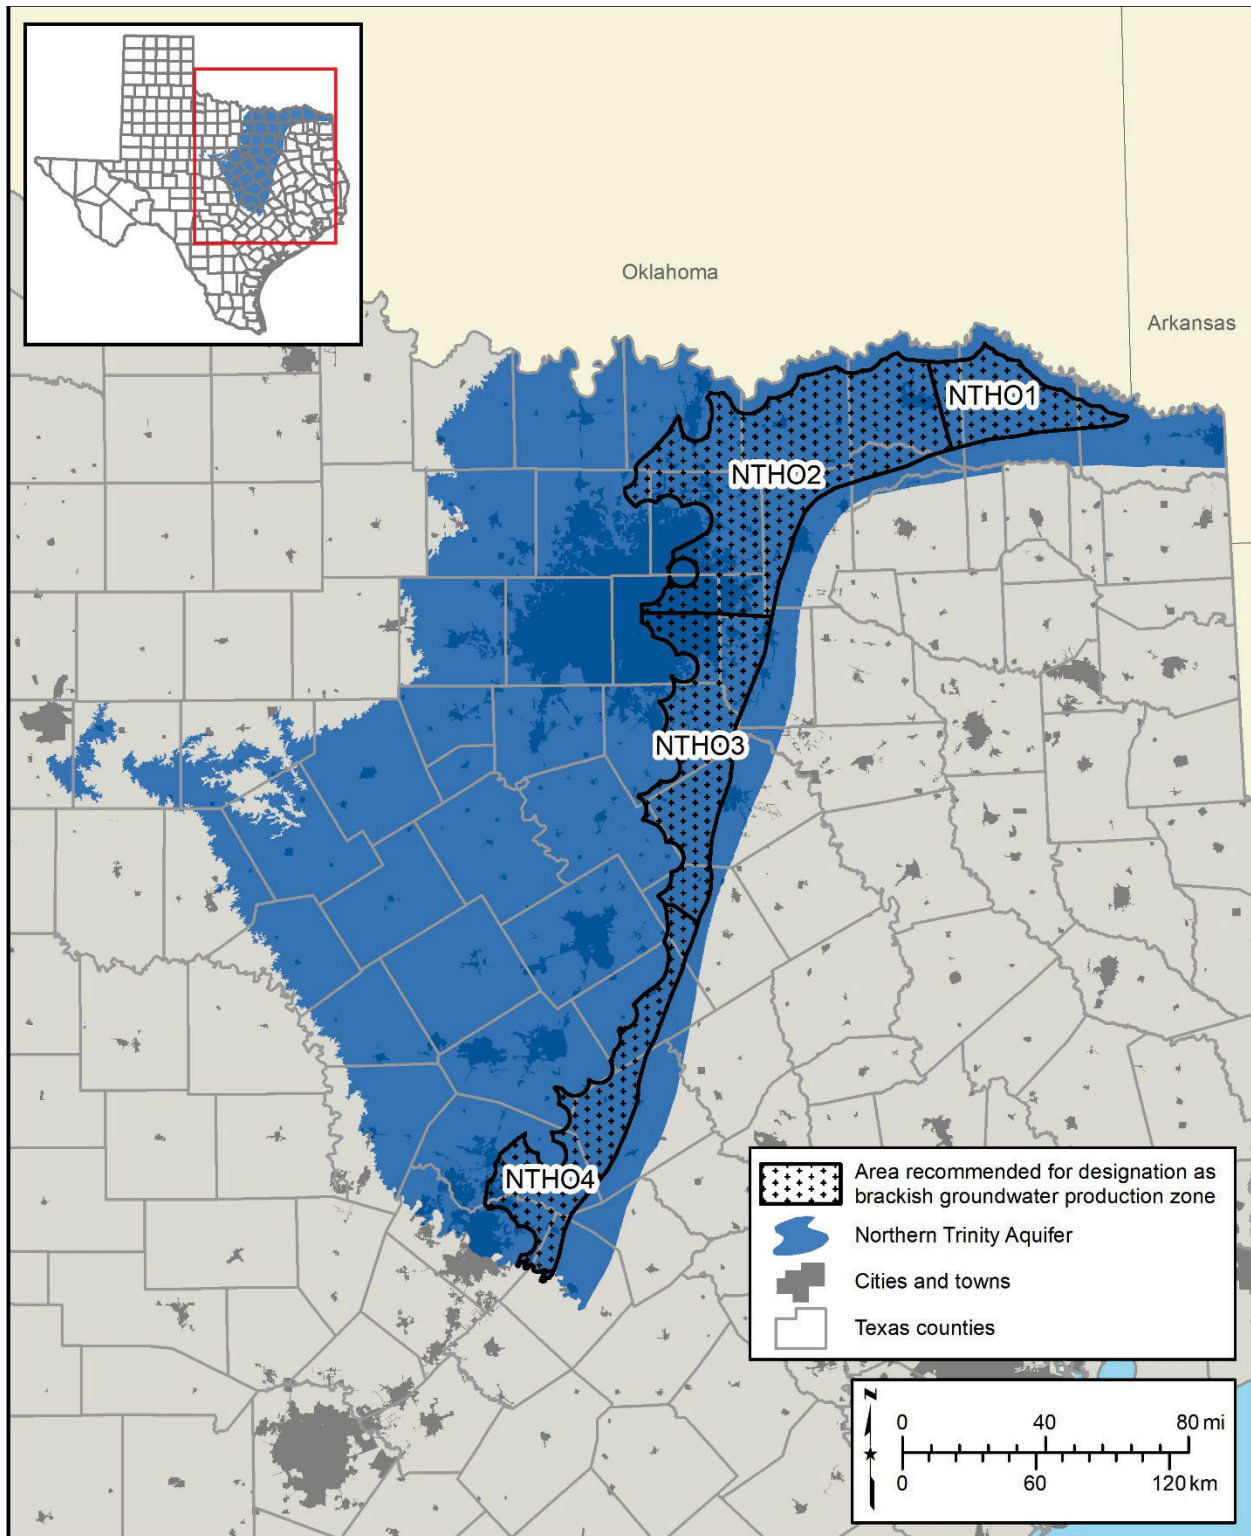 Oklahoma
Arkansas
NTHO1
NTHO2
NTHO3
NTHO4
Area recommended for designation as
brackish groundwater production zone
Northern Trinity Aquifer
Cities and towns
Texas counties
N
0 40 80 mi
0 60 120 km